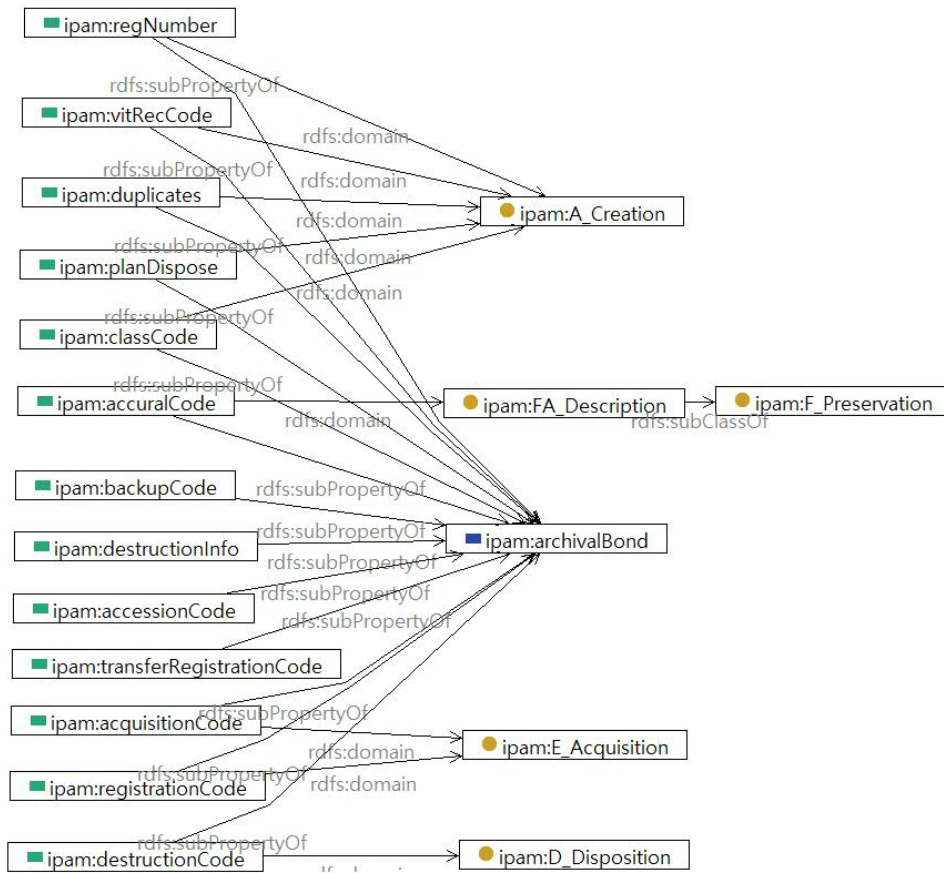 ipam:regNumber
rdfs:subPropertyOf
ipam:vitRecCode
rdfs:domain
rdfs:subPropertyOf
rdfs:domain
ipam:duplicates
ipam:A_Creation
rdfs:domain
rdfs:subPropertyOf
rdfs:domain
ipam:planDispose
rdfs:domain
rdfs:subPropertyOf
ipam:classCode
rdfs:subPropertyOf
ipam:accuralCode
ipam:FA_Description
ipam:F_Preservation
rdfs:domain
rdfs:subClassOf
ipam:backupCode
rdfs:subPropertyOf
rdfs:subPropertyOf
ipam:archivalBond
ipam:destructionInfo
rdfs:subPropertyOf
rdfs:subPropertyOf
ipam:accessionCode
rdfs:subPropertyOf
ipam:transferRegistrationCode
rdfs:subPropertyOf
ipam:acquisitionCode
ipam:E_Acquisition
rdfs:domain
rdfs:subPropertyOf
ipam:registrationCode
rdfs:domain
rdfs:subPropertyOf
ipam:destructionCode
ipam:D_Disposition
rdfs:domain